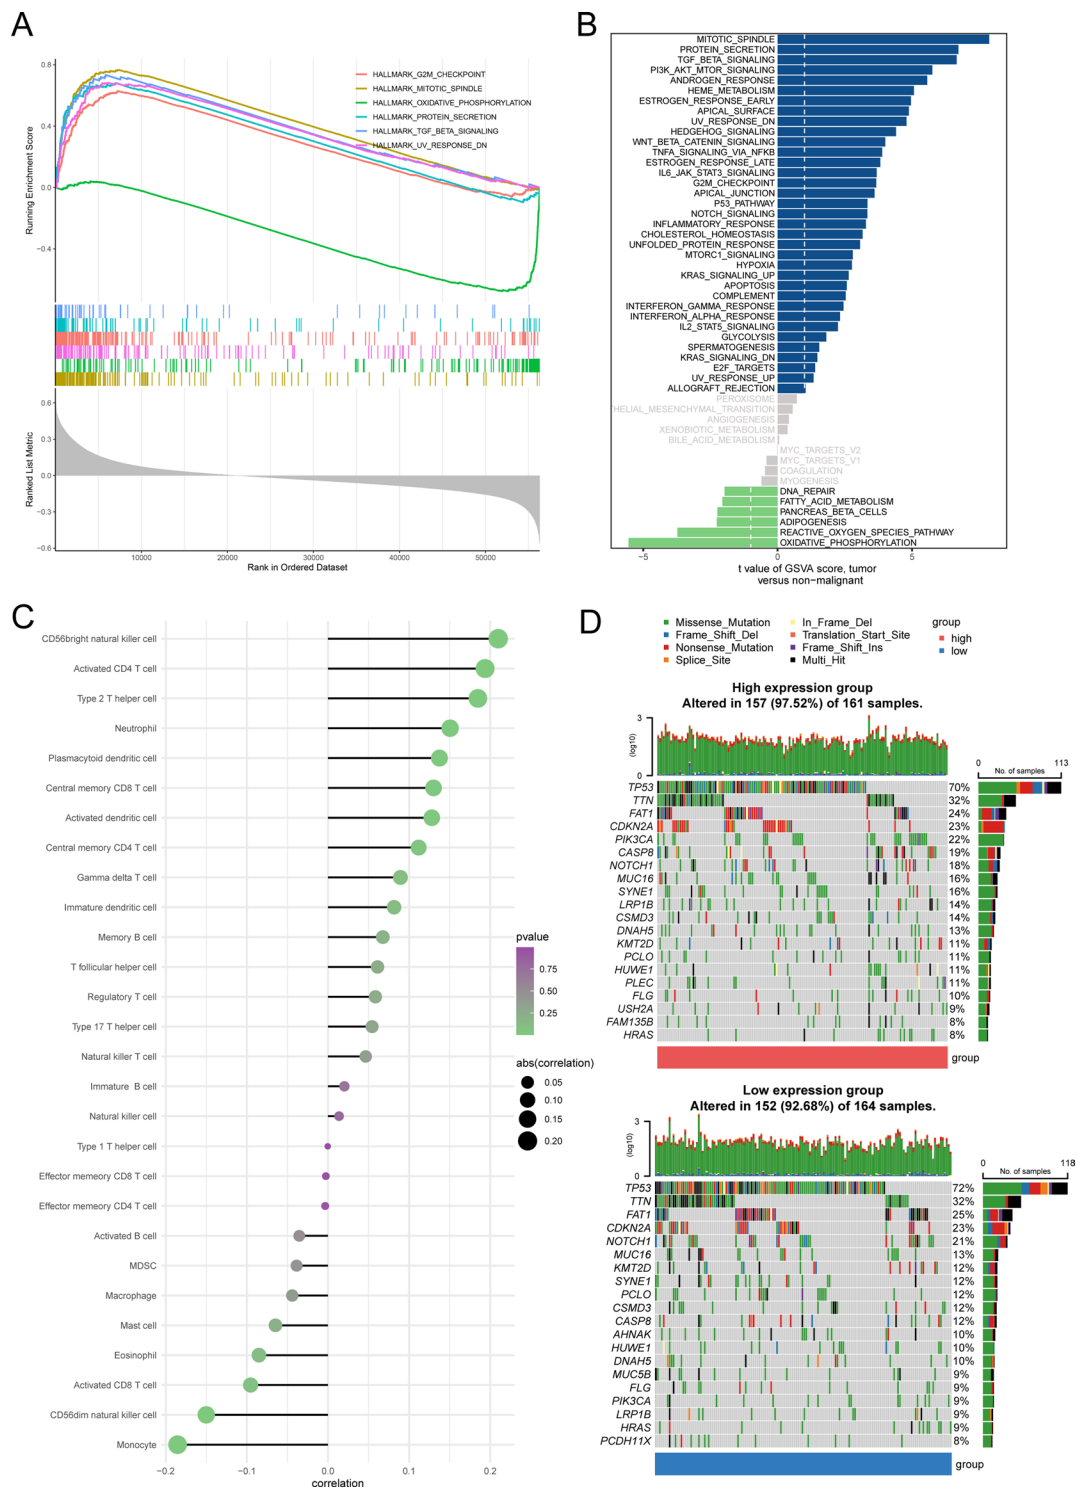 A
0.8
0.4
0.0
−0.4
Running Enrichment Score
HALLMARK_G2M_CHECKPOINT
HALLMARK_MITOTIC_SPINDLE
HALLMARK_OXIDATIVE_PHOSPHORYLATION
HALLMARK_PROTEIN_SECRETION
HALLMARK_TGF_BETA_SIGNALING
HALLMARK_UV_RESPONSE_DN
0.6
0.3
0.0
−0.3
−0.6
Ranked List Metric
10000
20000
30000
40000
50000
Rank in Ordered Dataset
B
MITOTIC_SPINDLE
PROTEIN_SECRETION
TGF_BETA_SIGNALING
PI3K_AKT_MTOR_SIGNALING
ANDROGEN_RESPONSE
HEME_METABOLISM
ESTROGEN_RESPONSE_EARLY
APICAL_SURFACE
UV_RESPONSE_DN
HEDGEHOG_SIGNALING
WNT_BETA_CATENIN_SIGNALING
TNFA_SIGNALING_VIA_NFKB
ESTROGEN_RESPONSE_LATE
IL6_JAK_STAT3_SIGNALING
G2M_CHECKPOINT
APICAL_JUNCTION
P53_PATHWAY
NOTCH_SIGNALING
INFLAMMATORY_RESPONSE
CHOLESTEROL_HOMEOSTASIS
UNFOLDED_PROTEIN_RESPONSE
MTORC1_SIGNALING
HYPOXIA
KRAS_SIGNALING_UP
APOPTOSIS
COMPLEMENT
INTERFERON_GAMMA_RESPONSE
INTERFERON_ALPHA_RESPONSE
IL2_STAT5_SIGNALING
GLYCOLYSIS
SPERMATOGENESIS
KRAS_SIGNALING_DN
E2F_TARGETS
UV_RESPONSE_UP
ALLOGRAFT_REJECTION
PEROXISOME
THELIAL_MESENCHYMAL_TRANSITION
ANGIOGENESIS
XENOBIOTIC_METABOLISM
BILE_ACID_METABOLISM
MYC_TARGETS_V2
MYC_TARGETS_V1
COAGULATION
MYOGENESIS
DNA_REPAIR
FATTY_ACID_METABOLISM
PANCREAS_BETA_CELLS
ADIPOGENESIS
REACTIVE_OXYGEN_SPECIES_PATHWAY
OXIDATIVE_PHOSPHORYLATION
−5
0
5
t value of GSVA score, tumor
versus non−malignant
C
CD56bright natural killer cell
Activated CD4 T cell
Type 2 T helper cell
Neutrophil
Plasmacytoid dendritic cell
Central memory CD8 T cell
Activated dendritic cell
Central memory CD4 T cell
Gamma delta T cell
Immature dendritic cell
Memory B cell
T follicular helper cell
Regulatory T cell
Type 17 T helper cell
Natural killer T cell
Immature  B cell
Natural killer cell
Type 1 T helper cell
Effector memeory CD8 T cell
Effector memeory CD4 T cell
Activated B cell
MDSC
Macrophage
Mast cell
Eosinophil
Activated CD8 T cell
CD56dim natural killer cell
Monocyte
−0.2
−0.1
0.0
0.1
0.2
correlation
pvalue
0.75
0.50
0.25
abs(correlation)
0.05
0.10
0.15
0.20
D
Missense_Mutation
Frame_Shift_Del
Nonsense_Mutation
Splice_Site
In_Frame_Del
Translation_Start_Site
Frame_Shift_Ins
Multi_Hit
group
high
low
High expression group
Altered in 157 (97.52%) of 161 samples.
3
0
(log10)
0
113
No. of samples
TP53 70%
TTN 32%
FAT1 24%
CDKN2A 23%
PIK3CA 22%
CASP8 19%
NOTCH1 18%
MUC16 16%
SYNE1 16%
LRP1B 14%
CSMD3 14%
DNAH5 13%
KMT2D 11%
PCLO 11%
HUWE1 11%
PLEC 11%
FLG 10%
USH2A 9%
FAM135B 8%
HRAS 8%
group
Low expression group
Altered in 152 (92.68%) of 164 samples.
3
0
(log10)
0
118
No. of samples
TP53 72%
TTN 32%
FAT1 25%
CDKN2A 23%
NOTCH1 21%
MUC16 13%
KMT2D 12%
SYNE1 12%
PCLO 12%
CSMD3 12%
CASP8 12%
AHNAK 10%
HUWE1 10%
DNAH5 10%
MUC5B 9%
FLG 9%
PIK3CA 9%
LRP1B 9%
HRAS 9%
PCDH11X 8%
group